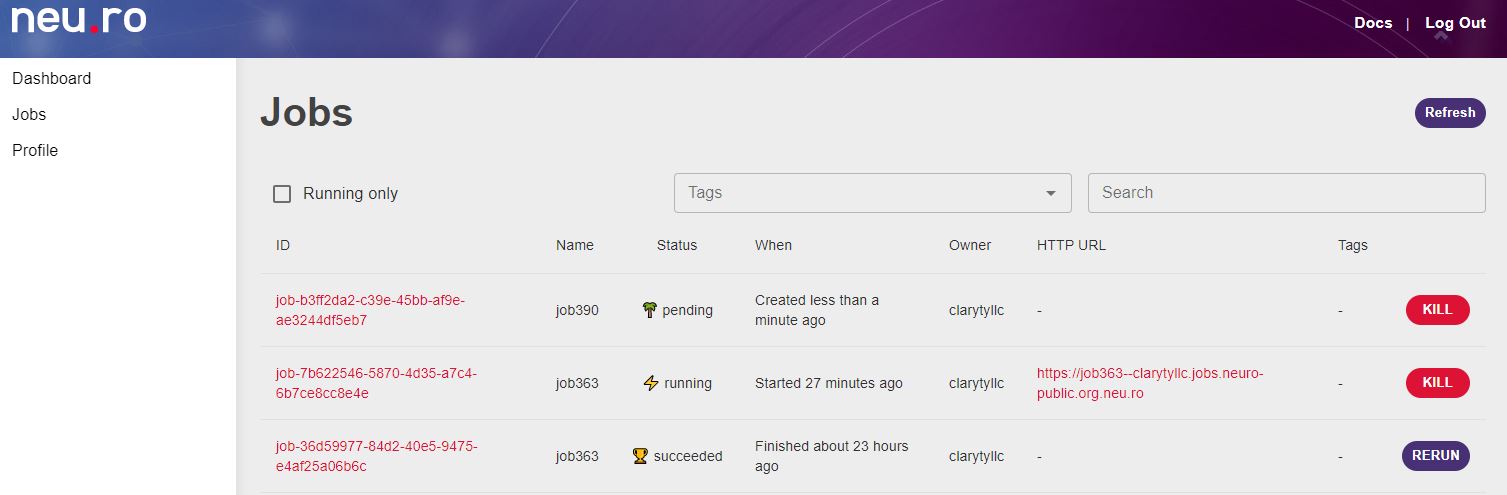 neu.ro
Docs | Log Out
Dashboard
Jobs
Profile
Jobs
Refresh
Running only
Tags
Search
ID Name Status When Owner HTTP URL Tags
job-b3ff2da2-c39e-45bb-af9e-
ae3244df5eb7
job390
pending
Created less than a
minute ago
clarytyllc
-
-
KILL
job-7b622546-5870-4d35-a7c4-
6b7ce8cc8e4e
job363
running
Started 27 minutes ago
clarytyllc
https://job363--clarytyllc.jobs.neuro-
public.org.neu.ro
-
KILL
job-36d59977-84d2-40e5-9475-
e4af25a06b6c
job363
succeeded
Finished about 23 hours
ago
clarytyllc
-
-
RERUN